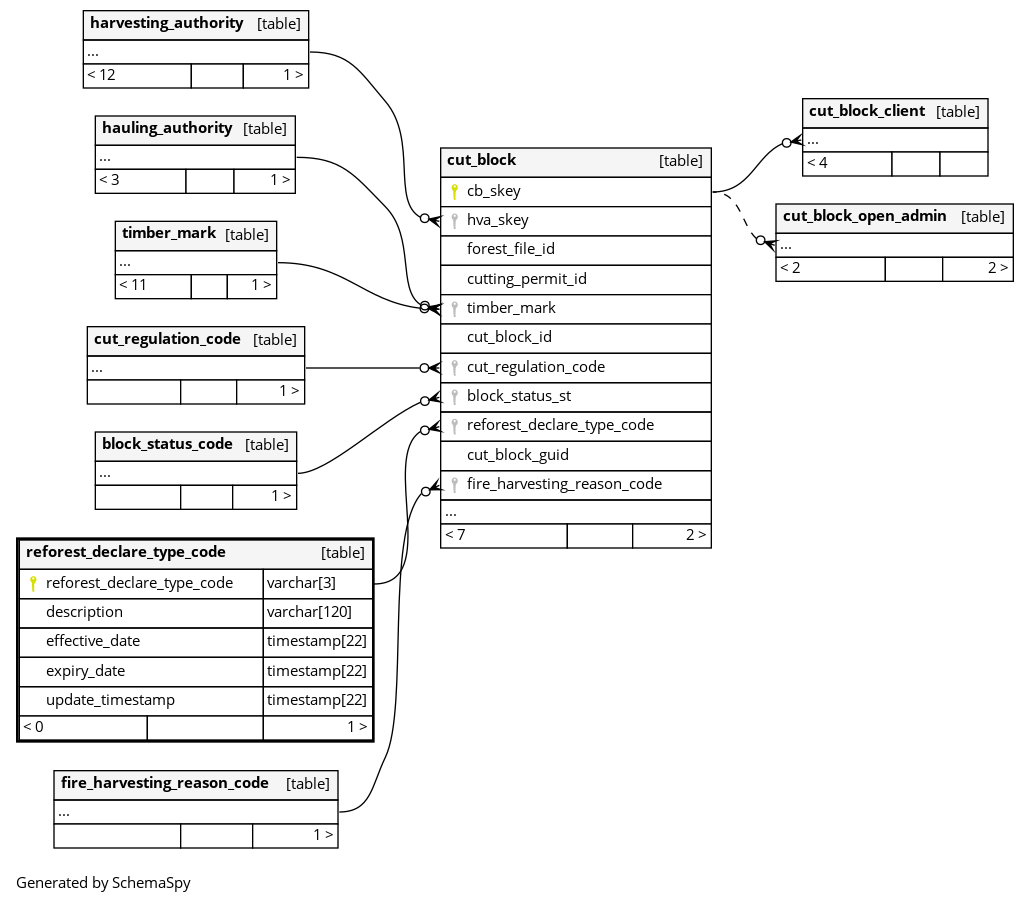 harvesting_authority [table]
...
< 12 1 >
hauling_authority [table]
...
< 3 1 >
timber_mark [table]
...
< 11 1 >
cut_regulation_code [table]
...
1 >
block_status_code [table]
...
1 >
reforest_declare_type_code [table]
reforest_declare_type_code varchar[3]
description varchar[120]
effective_date timestamp[22]
expiry_date timestamp[22]
update_timestamp timestamp[22]
< 0 1 >
fire_harvesting_reason_code [table]
...
1 >
cut_block [table]
cb_skey
hva_skey
forest_file_id
cutting_permit_id
timber_mark
cut_block_id
cut_regulation_code
block_status_st
reforest_declare_type_code
cut_block_guid
fire_harvesting_reason_code
...
< 7 2 >
cut_block_client [table]
...
< 4
cut_block_open_admin [table]
...
< 2 2 >
Generated by SchemaSpy